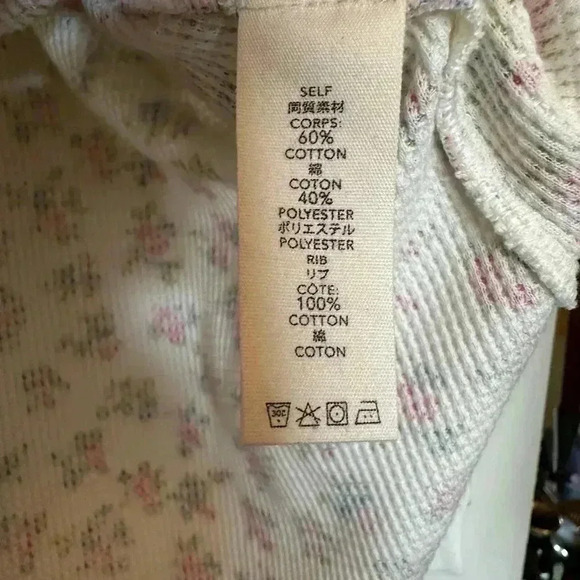 SELF
同質素材
CORPS:
60%
COTTON
綿
COTON
40%
POLYESTER
ポリエステル
POLYESTER
RIB
リブ
CÔTE:
100%
COTTON
綿
COTON
30C